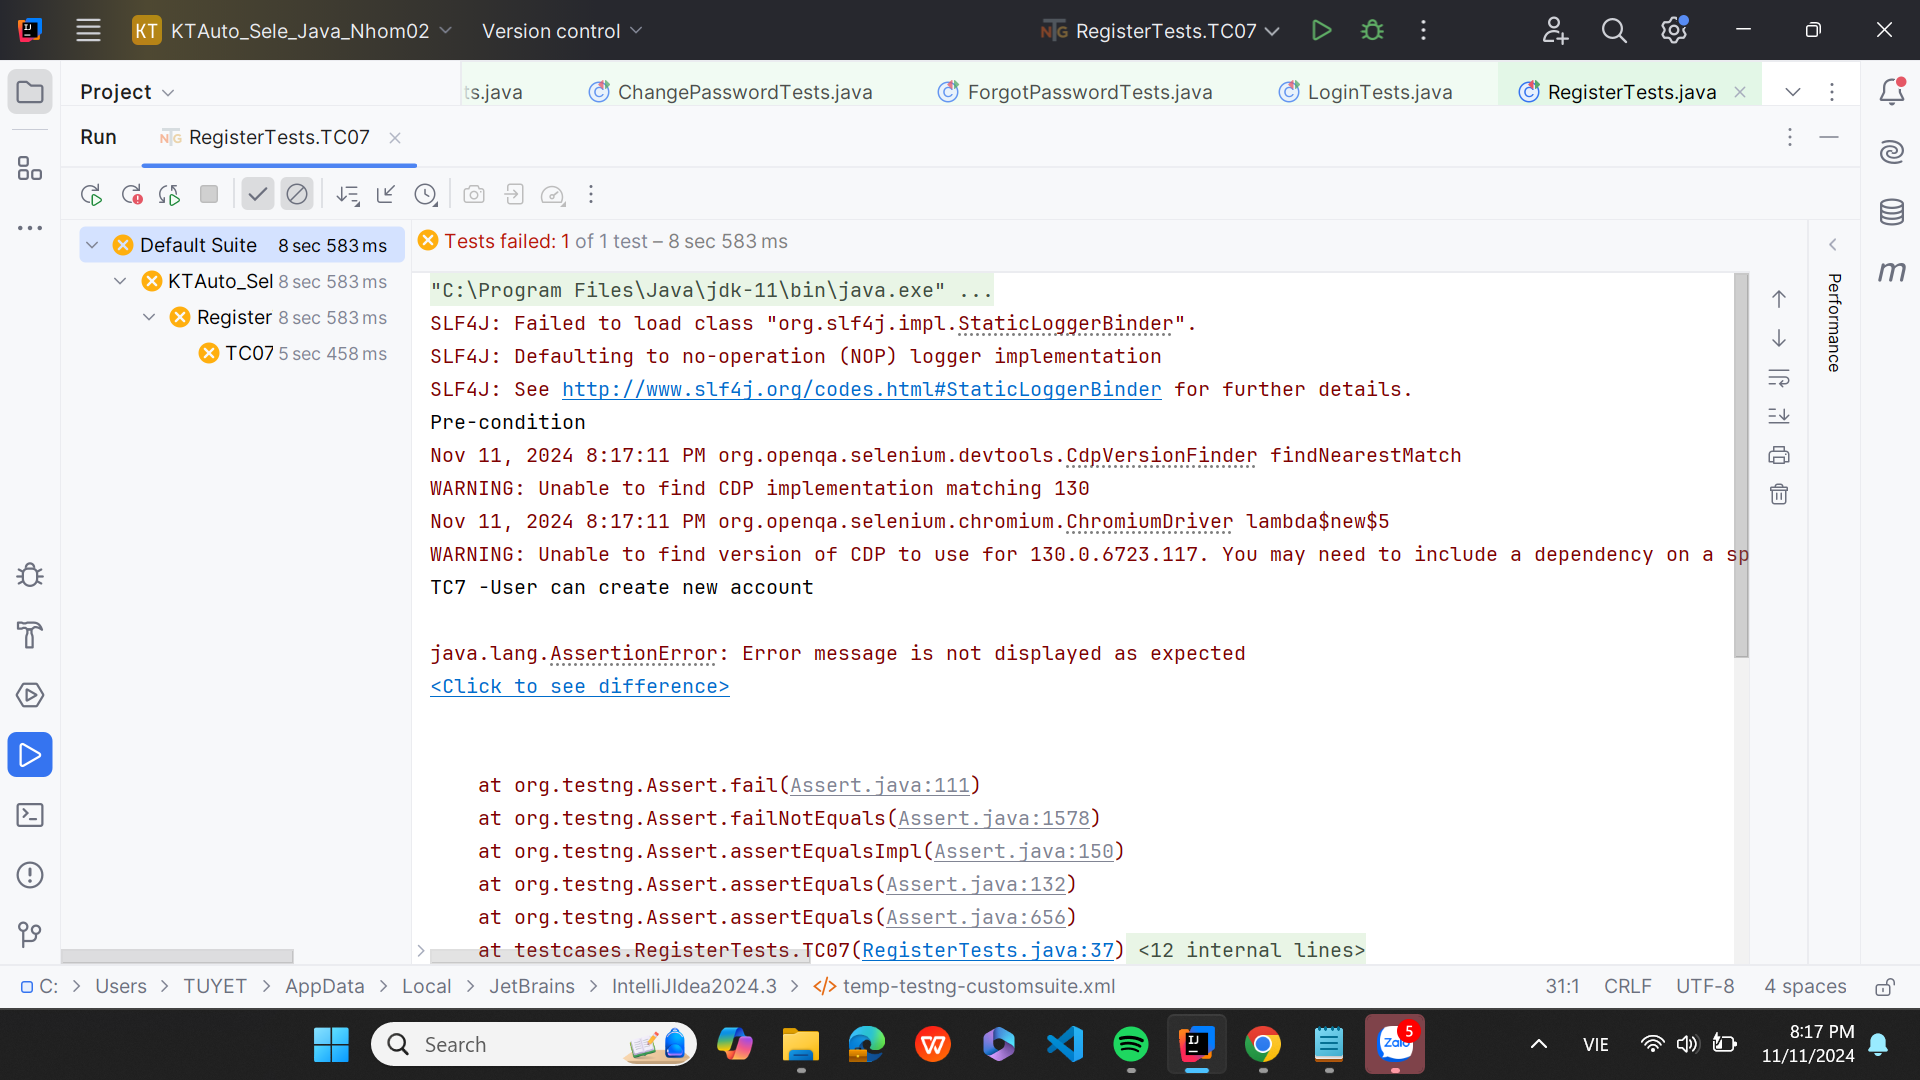 KT KTAuto_Sele_Java_Nhom02 Version control RegisterTests.TC07
Project ts.java ChangePasswordTests.java ForgotPasswordTests.java LoginTests.java RegisterTests.java
Run RegisterTests.TC07
Default Suite 8 sec 583 ms
KTAuto_Sel 8 sec 583 ms
Register 8 sec 583 ms
TC07 5 sec 458 ms
Tests failed: 1 of 1 test – 8 sec 583 ms
"C:\Program Files\Java\jdk-11\bin\java.exe" ...
SLF4J: Failed to load class "org.slf4j.impl.StaticLoggerBinder".
SLF4J: Defaulting to no-operation (NOP) logger implementation
SLF4J: See http://www.slf4j.org/codes.html#StaticLoggerBinder for further details.
Pre-condition
Nov 11, 2024 8:17:11 PM org.openqa.selenium.devtools.CdpVersionFinder findNearestMatch
WARNING: Unable to find CDP implementation matching 130
Nov 11, 2024 8:17:11 PM org.openqa.selenium.chromium.ChromiumDriver lambda$new$5
WARNING: Unable to find version of CDP to use for 130.0.6723.117. You may need to include a dependency on a sp
TC7 -User can create new account
java.lang.AssertionError: Error message is not displayed as expected
<Click to see difference>
at org.testng.Assert.fail(Assert.java:111)
at org.testng.Assert.failNotEquals(Assert.java:1578)
at org.testng.Assert.assertEqualsImpl(Assert.java:150)
at org.testng.Assert.assertEquals(Assert.java:132)
at org.testng.Assert.assertEquals(Assert.java:656)
at testcases.RegisterTests.TC07(RegisterTests.java:37) <12 internal lines>
Performance
m
C: > Users > TUYET > AppData > Local > JetBrains > IntelliJIdea2024.3 > </> temp-testng-customsuite.xml 31:1 CRLF UTF-8 4 spaces
Search
Zalo 5
VIE
8:17 PM
11/11/2024